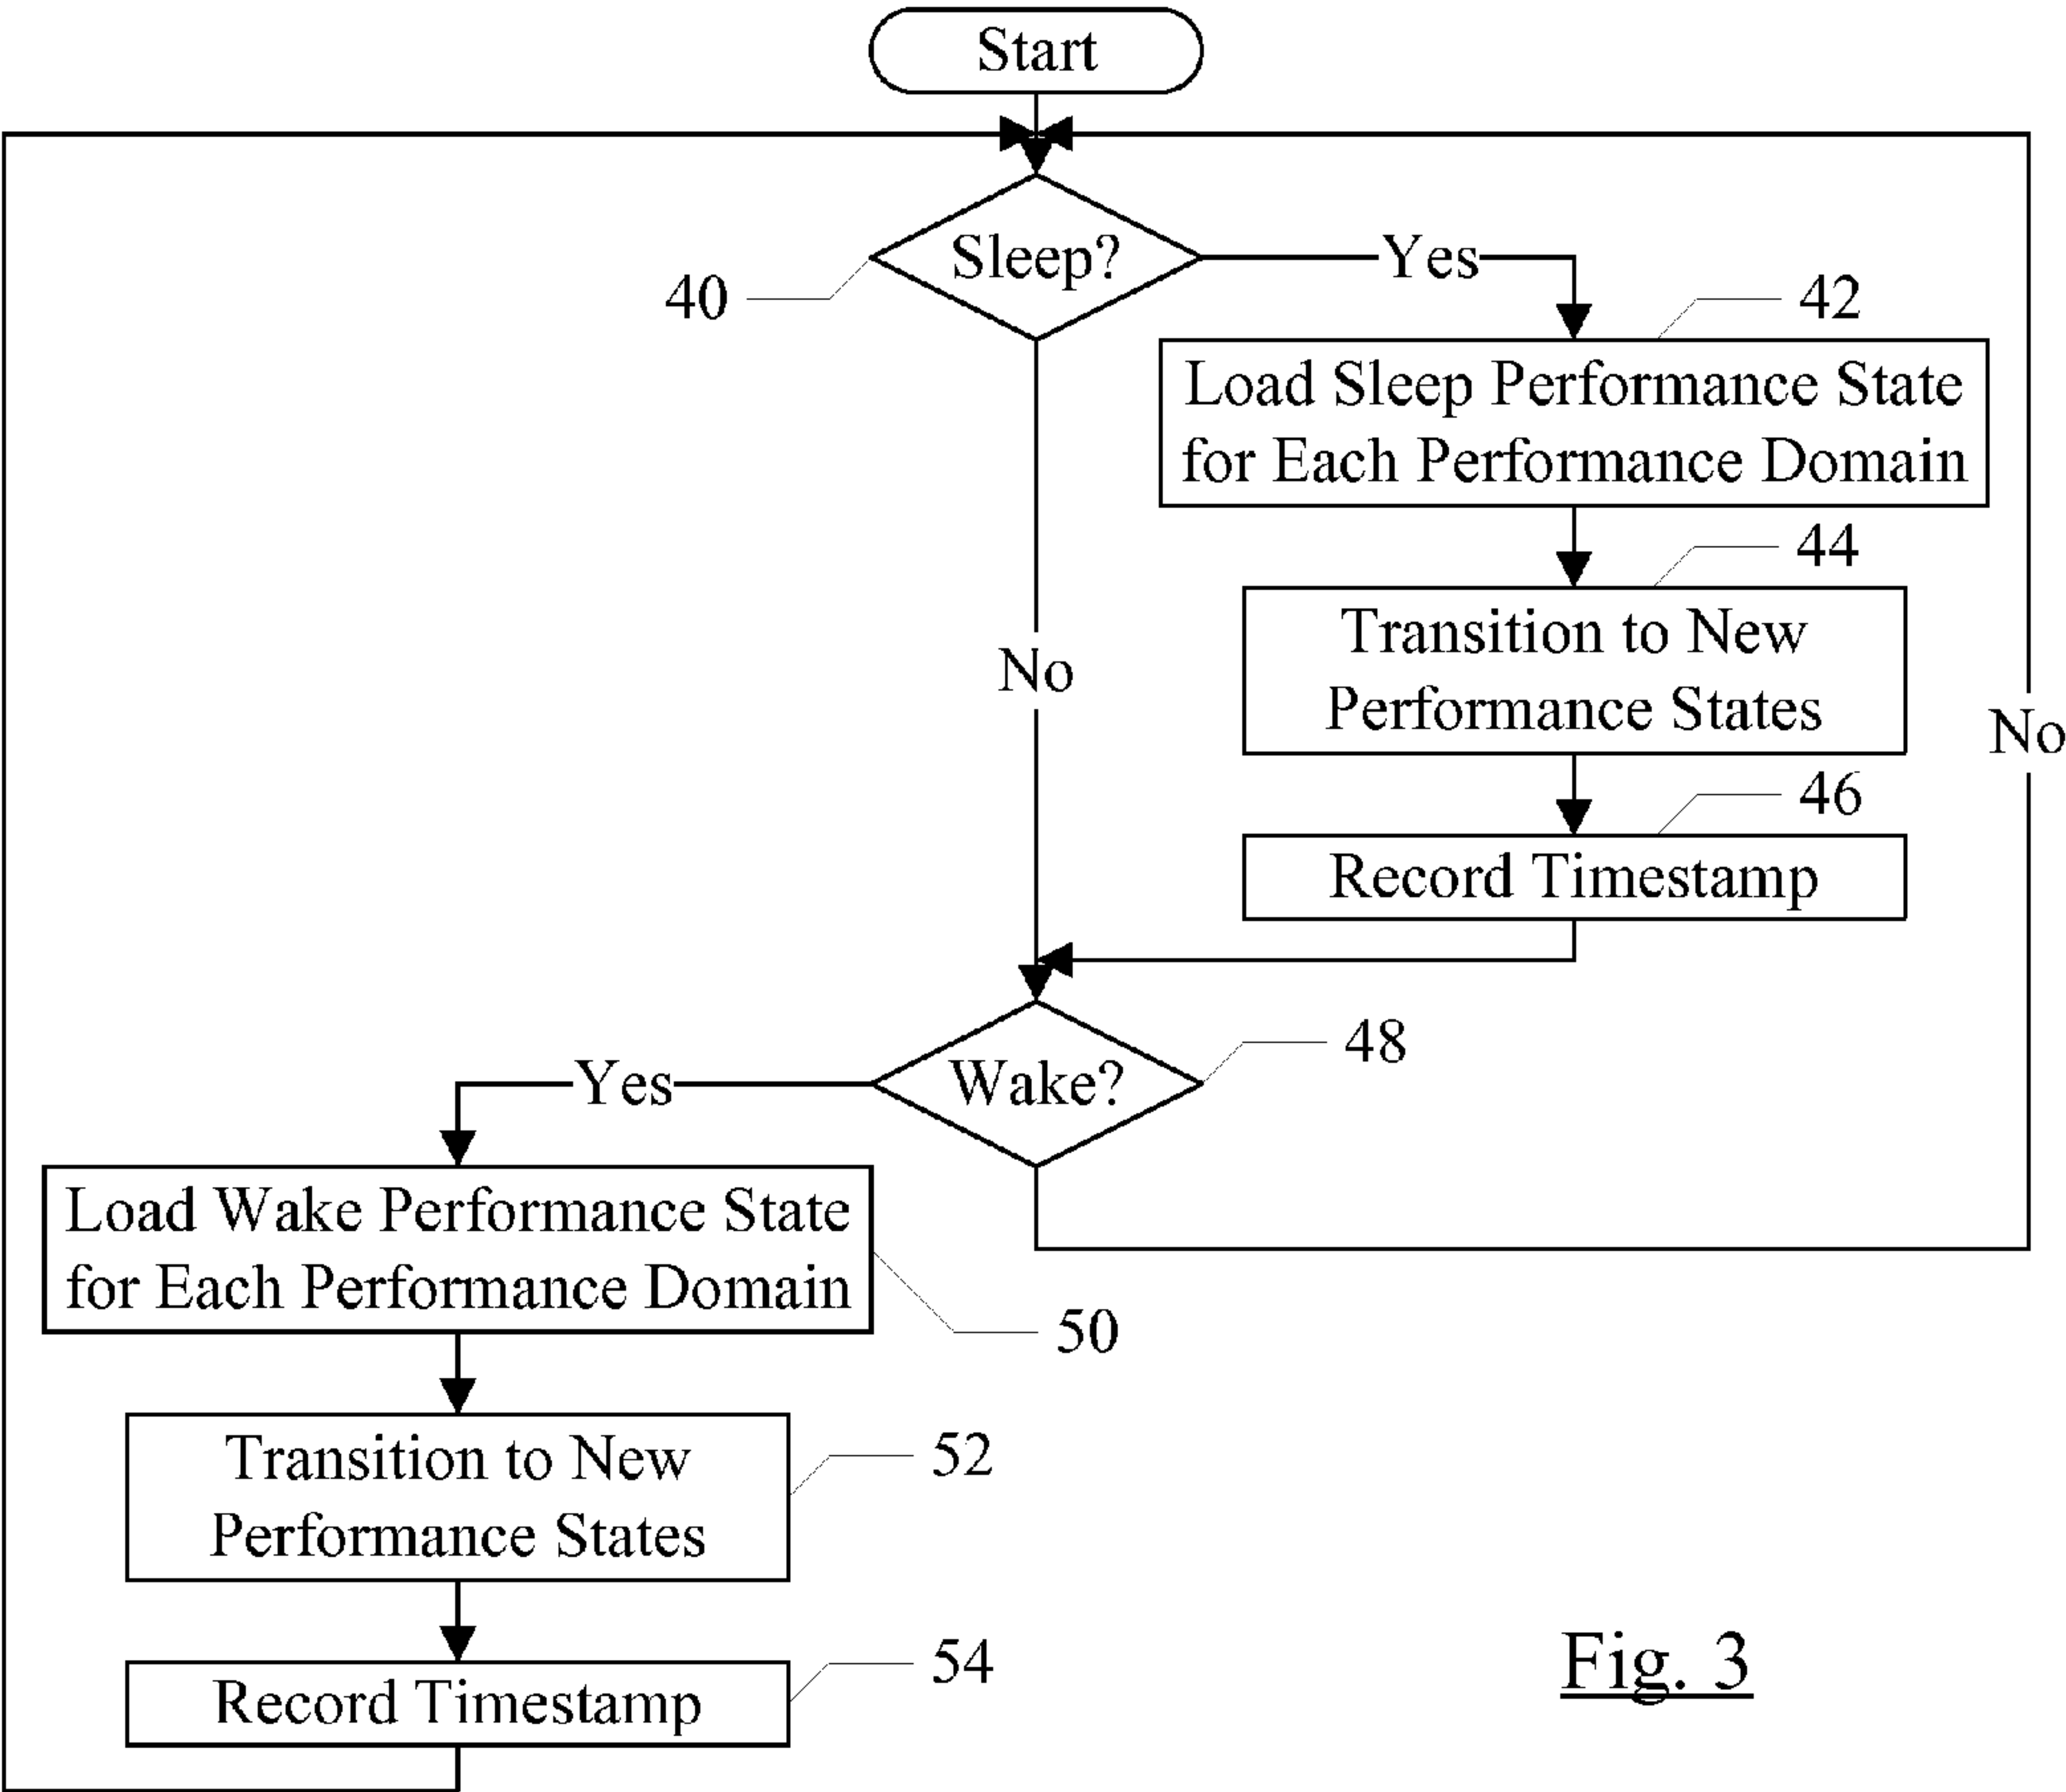 Start
Sleep?
Yes
40
42
Load Sleep Performance State
for Each Performance Domain
44
Transition to New
Performance States
No
No
46
Record Timestamp
48
Wake?
Yes
Load Wake Performance State
for Each Performance Domain
50
Transition to New
Performance States
52
54
Record Timestamp
Fig. 3